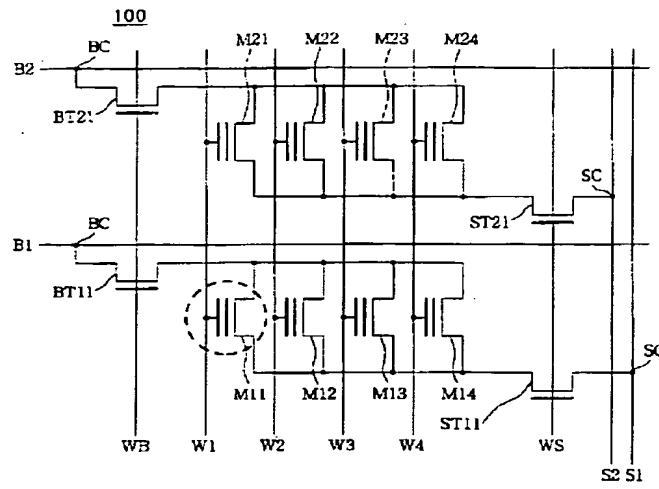 100
BC M21 M22 M23 M24
B2
BT21
SC
ST21
BC
B1
BT11
SC
M11 M12 M13 M14
ST11
WB W1 W2 W3 W4 WS
S2 S1